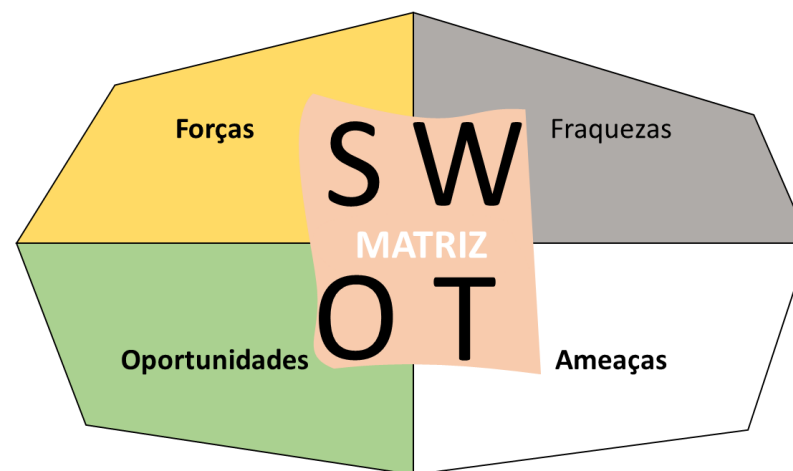 Forças
Fraquezas
S W
MATRIZ
O T
Oportunidades
Ameaças